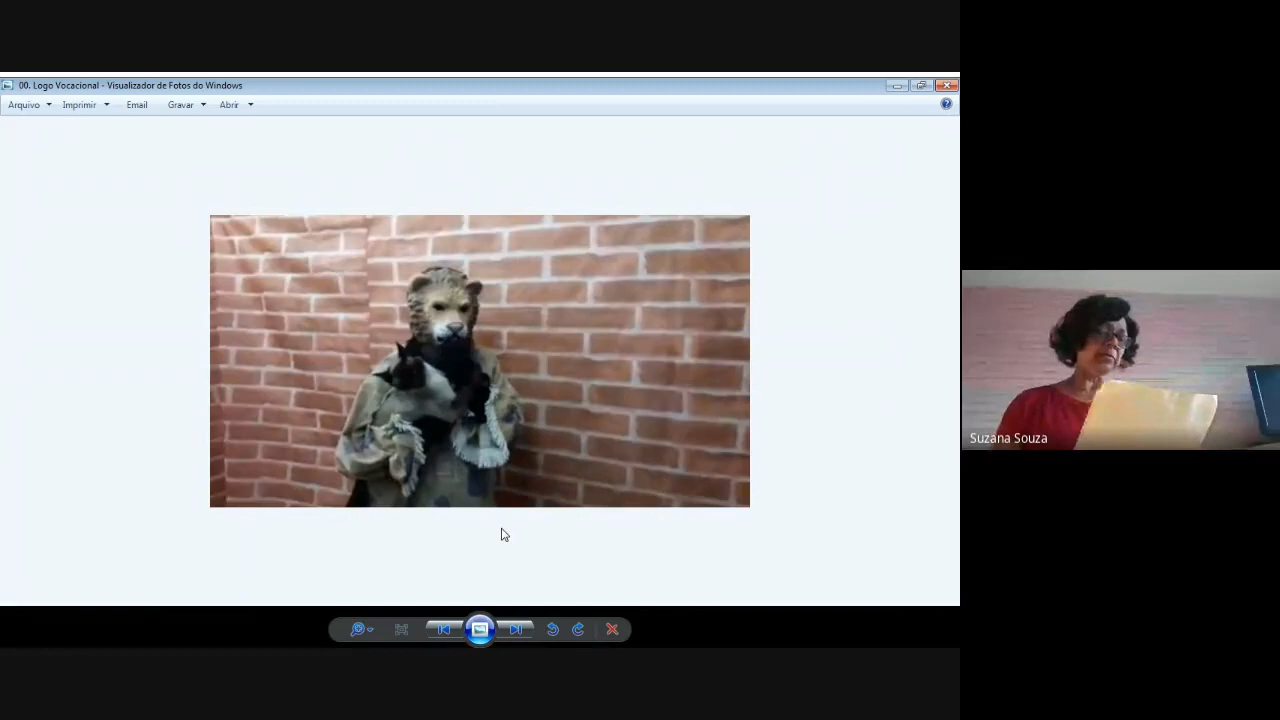 00. Logo Vocacional - Visualizador de Fotos do Windows
Arquivo Imprimir Email Gravar Abrir
Suzana Souza